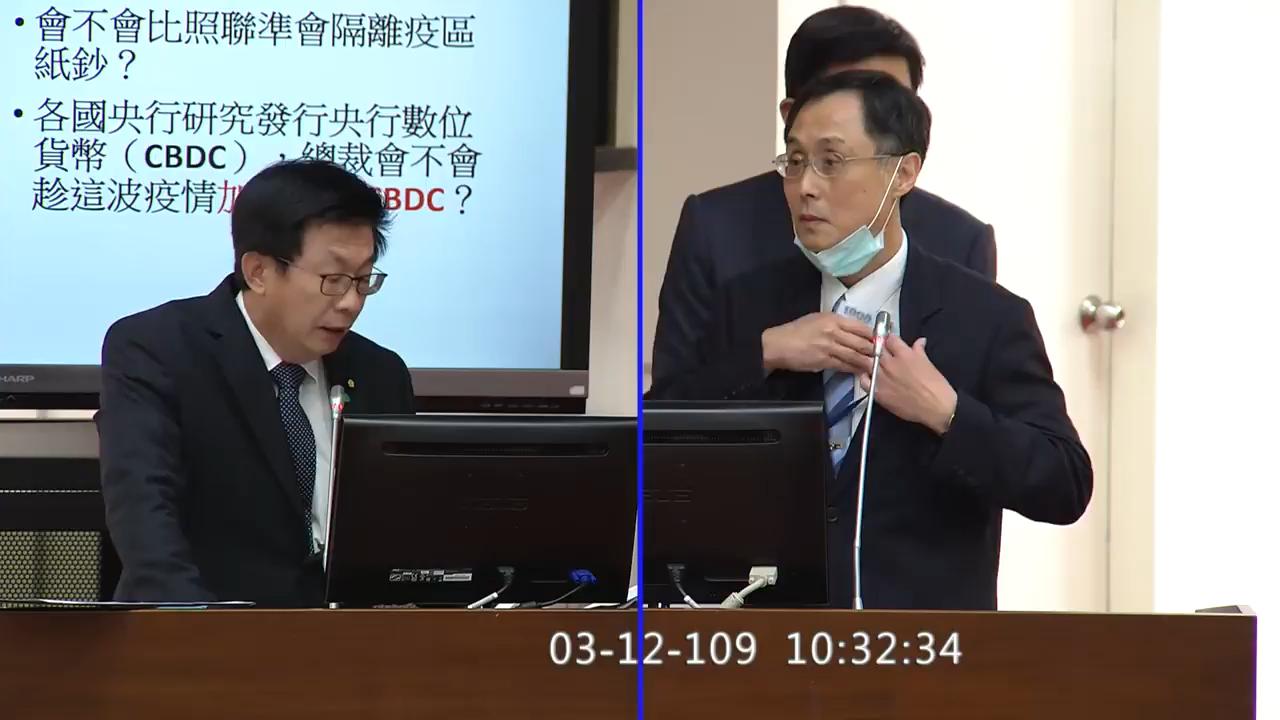 • 會不會比照聯準會隔離疫區
紙鈔？
• 各國央行研究發行央行數位
貨幣（CBDC），總裁會不會
趁這波疫情加 CBDC？
SHARP
ASUS
03-12-109 10:32:34